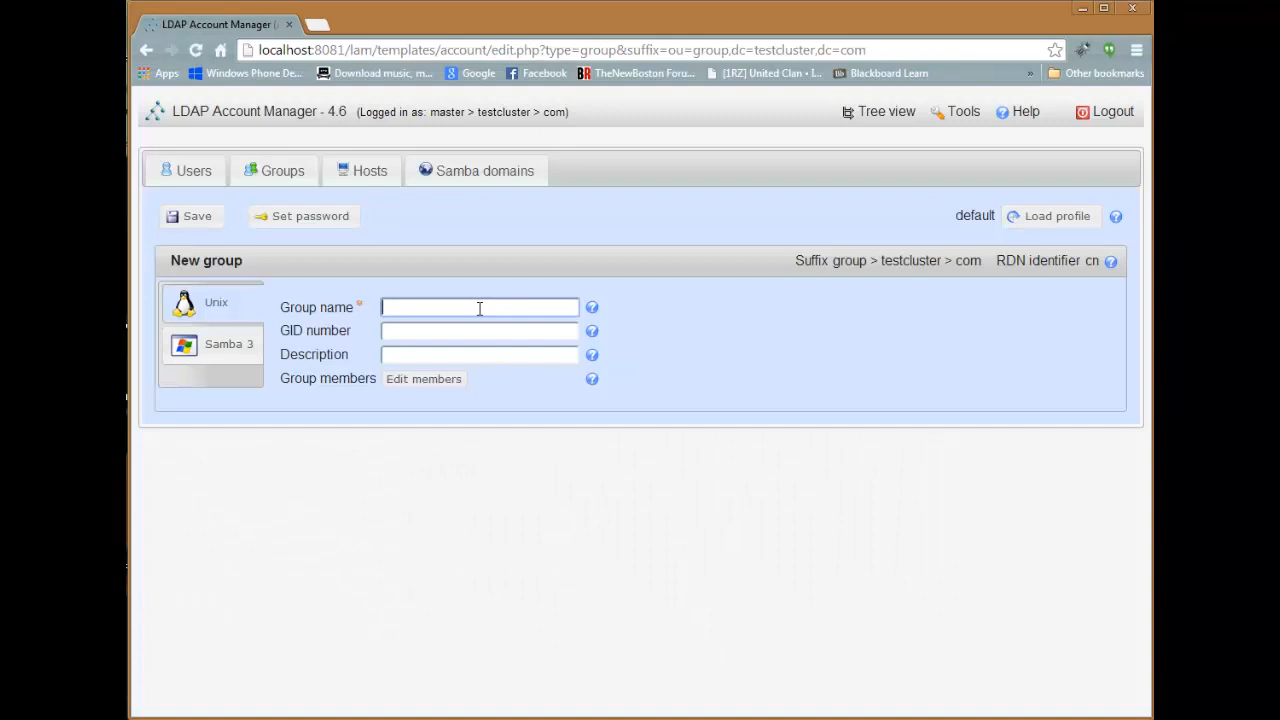 LDAP Account Manager (
localhost:8081/lam/templates/account/edit.php?type=group&suffix=ou=group,dc=testcluster,dc=com
Apps Windows Phone De... Download music, m... Google Facebook TheNewBoston Foru... [1RZ] United Clan - I... Bb Blackboard Learn » Other bookmarks
LDAP Account Manager - 4.6 (Logged in as: master > testcluster > com) Tree view Tools Help Logout
Users Groups Hosts Samba domains
Save Set password default Load profile
New group Suffix group > testcluster > com RDN identifier cn
Unix
Samba 3
Group name *
GID number
Description
Group members Edit members